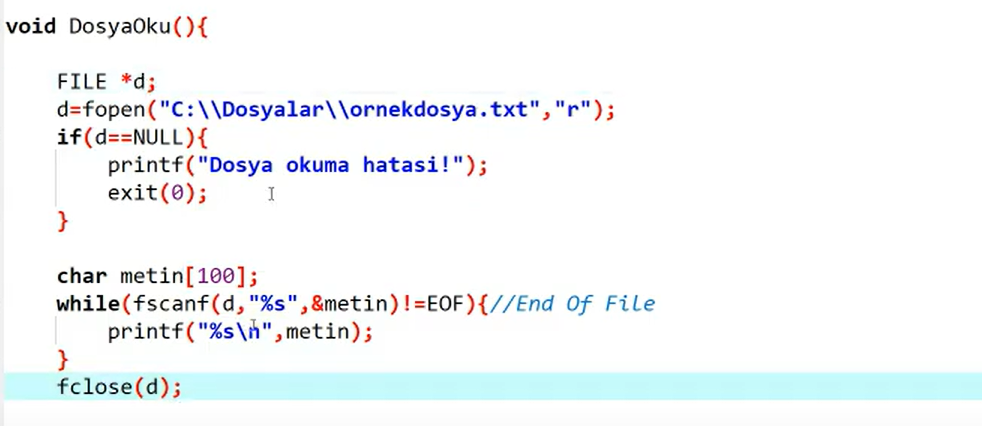 void DosyaOku(){
FILE *d;
d=fopen("C:\\Dosyalar\\ornekdosya.txt","r");
if(d==NULL){
printf("Dosya okuma hatasi!");
exit(0);
}
char metin[100];
while(fscanf(d,"%s",&metin)!=EOF){//End Of File
printf("%s\n",metin);
}
fclose(d);